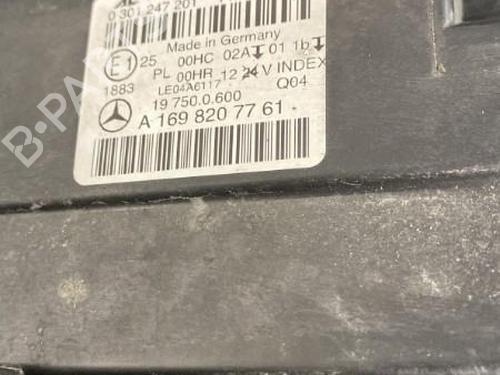 0 301 247 201
Made in Germany
E1 25 00HC 02A 01 1b
PL 00HR 12 24 V INDEX
1883 LE04A6117 Q04
19 750.0.600
A 169 820 77 61
B